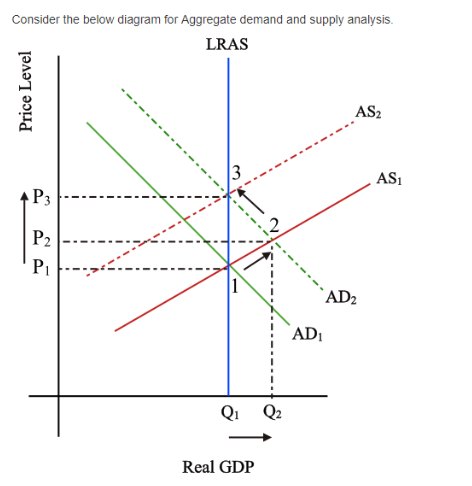 Consider the below diagram for Aggregate demand and supply analysis.
LRAS
Price Level
AS₂
3
AS₁
P₃
2
P₂
P₁
1
AD₂
AD₁
Q₁ Q₂
Real GDP